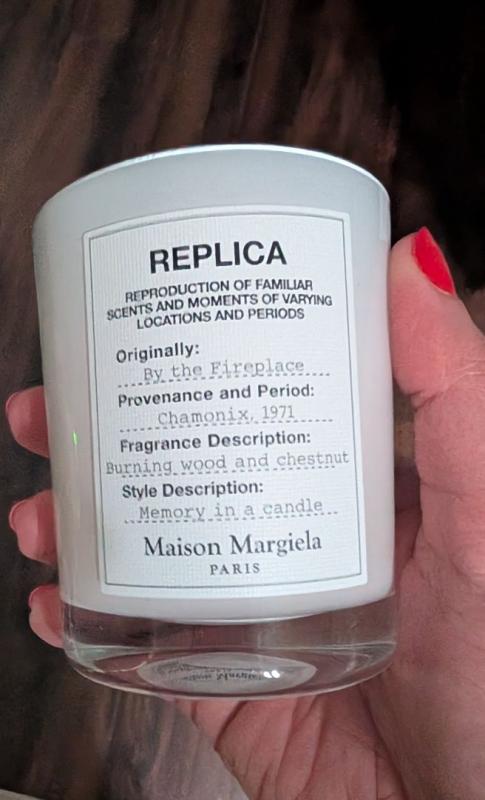 REPLICA
REPRODUCTION OF FAMILIAR
SCENTS AND MOMENTS OF VARYING
LOCATIONS AND PERIODS
Originally:
By the Fireplace
Provenance and Period:
Chamonix, 1971
Fragrance Description:
Burning wood and chestnut
Style Description:
Memory in a candle
Maison Margiela
PARIS